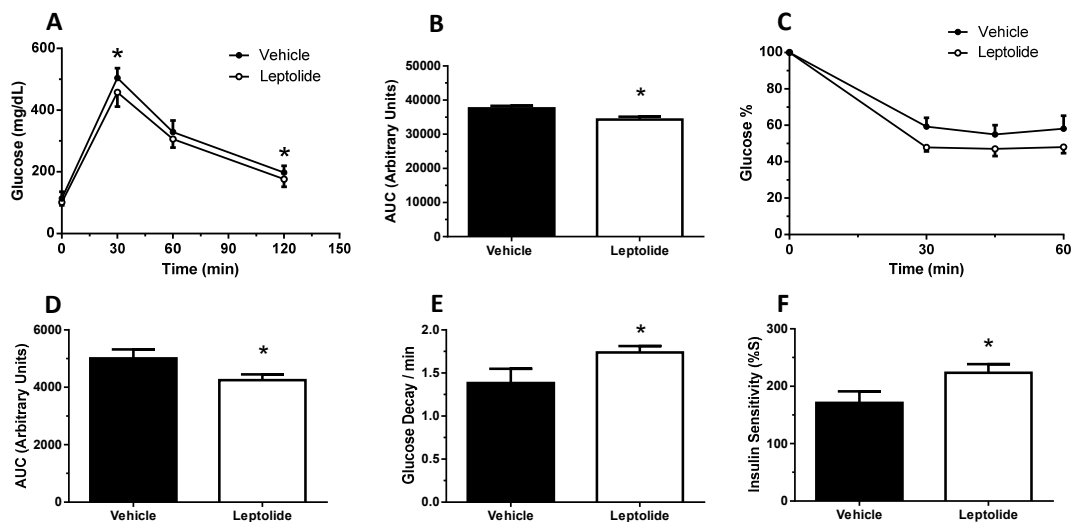 A
Glucose (mg/dL)
600
400
200
0
*
*
Vehicle
Leptolide
0 30 60 90 120 150
Time (min)
B
AUC (Arbitrary Units)
50000
40000
30000
20000
10000
0
*
Vehicle Leptolide
C
Glucose %
100
80
60
40
20
0
Vehicle
Leptolide
0 30 60
Time (min)
D
AUC (Arbitrary Units)
6000
4000
2000
0
*
Vehicle Leptolide
E
Glucose Decay / min
2.0
1.5
1.0
0.5
0.0
*
Vehicle Leptolide
F
Insulin Sensitivity (%S)
300
200
100
0
*
Vehicle Leptolide